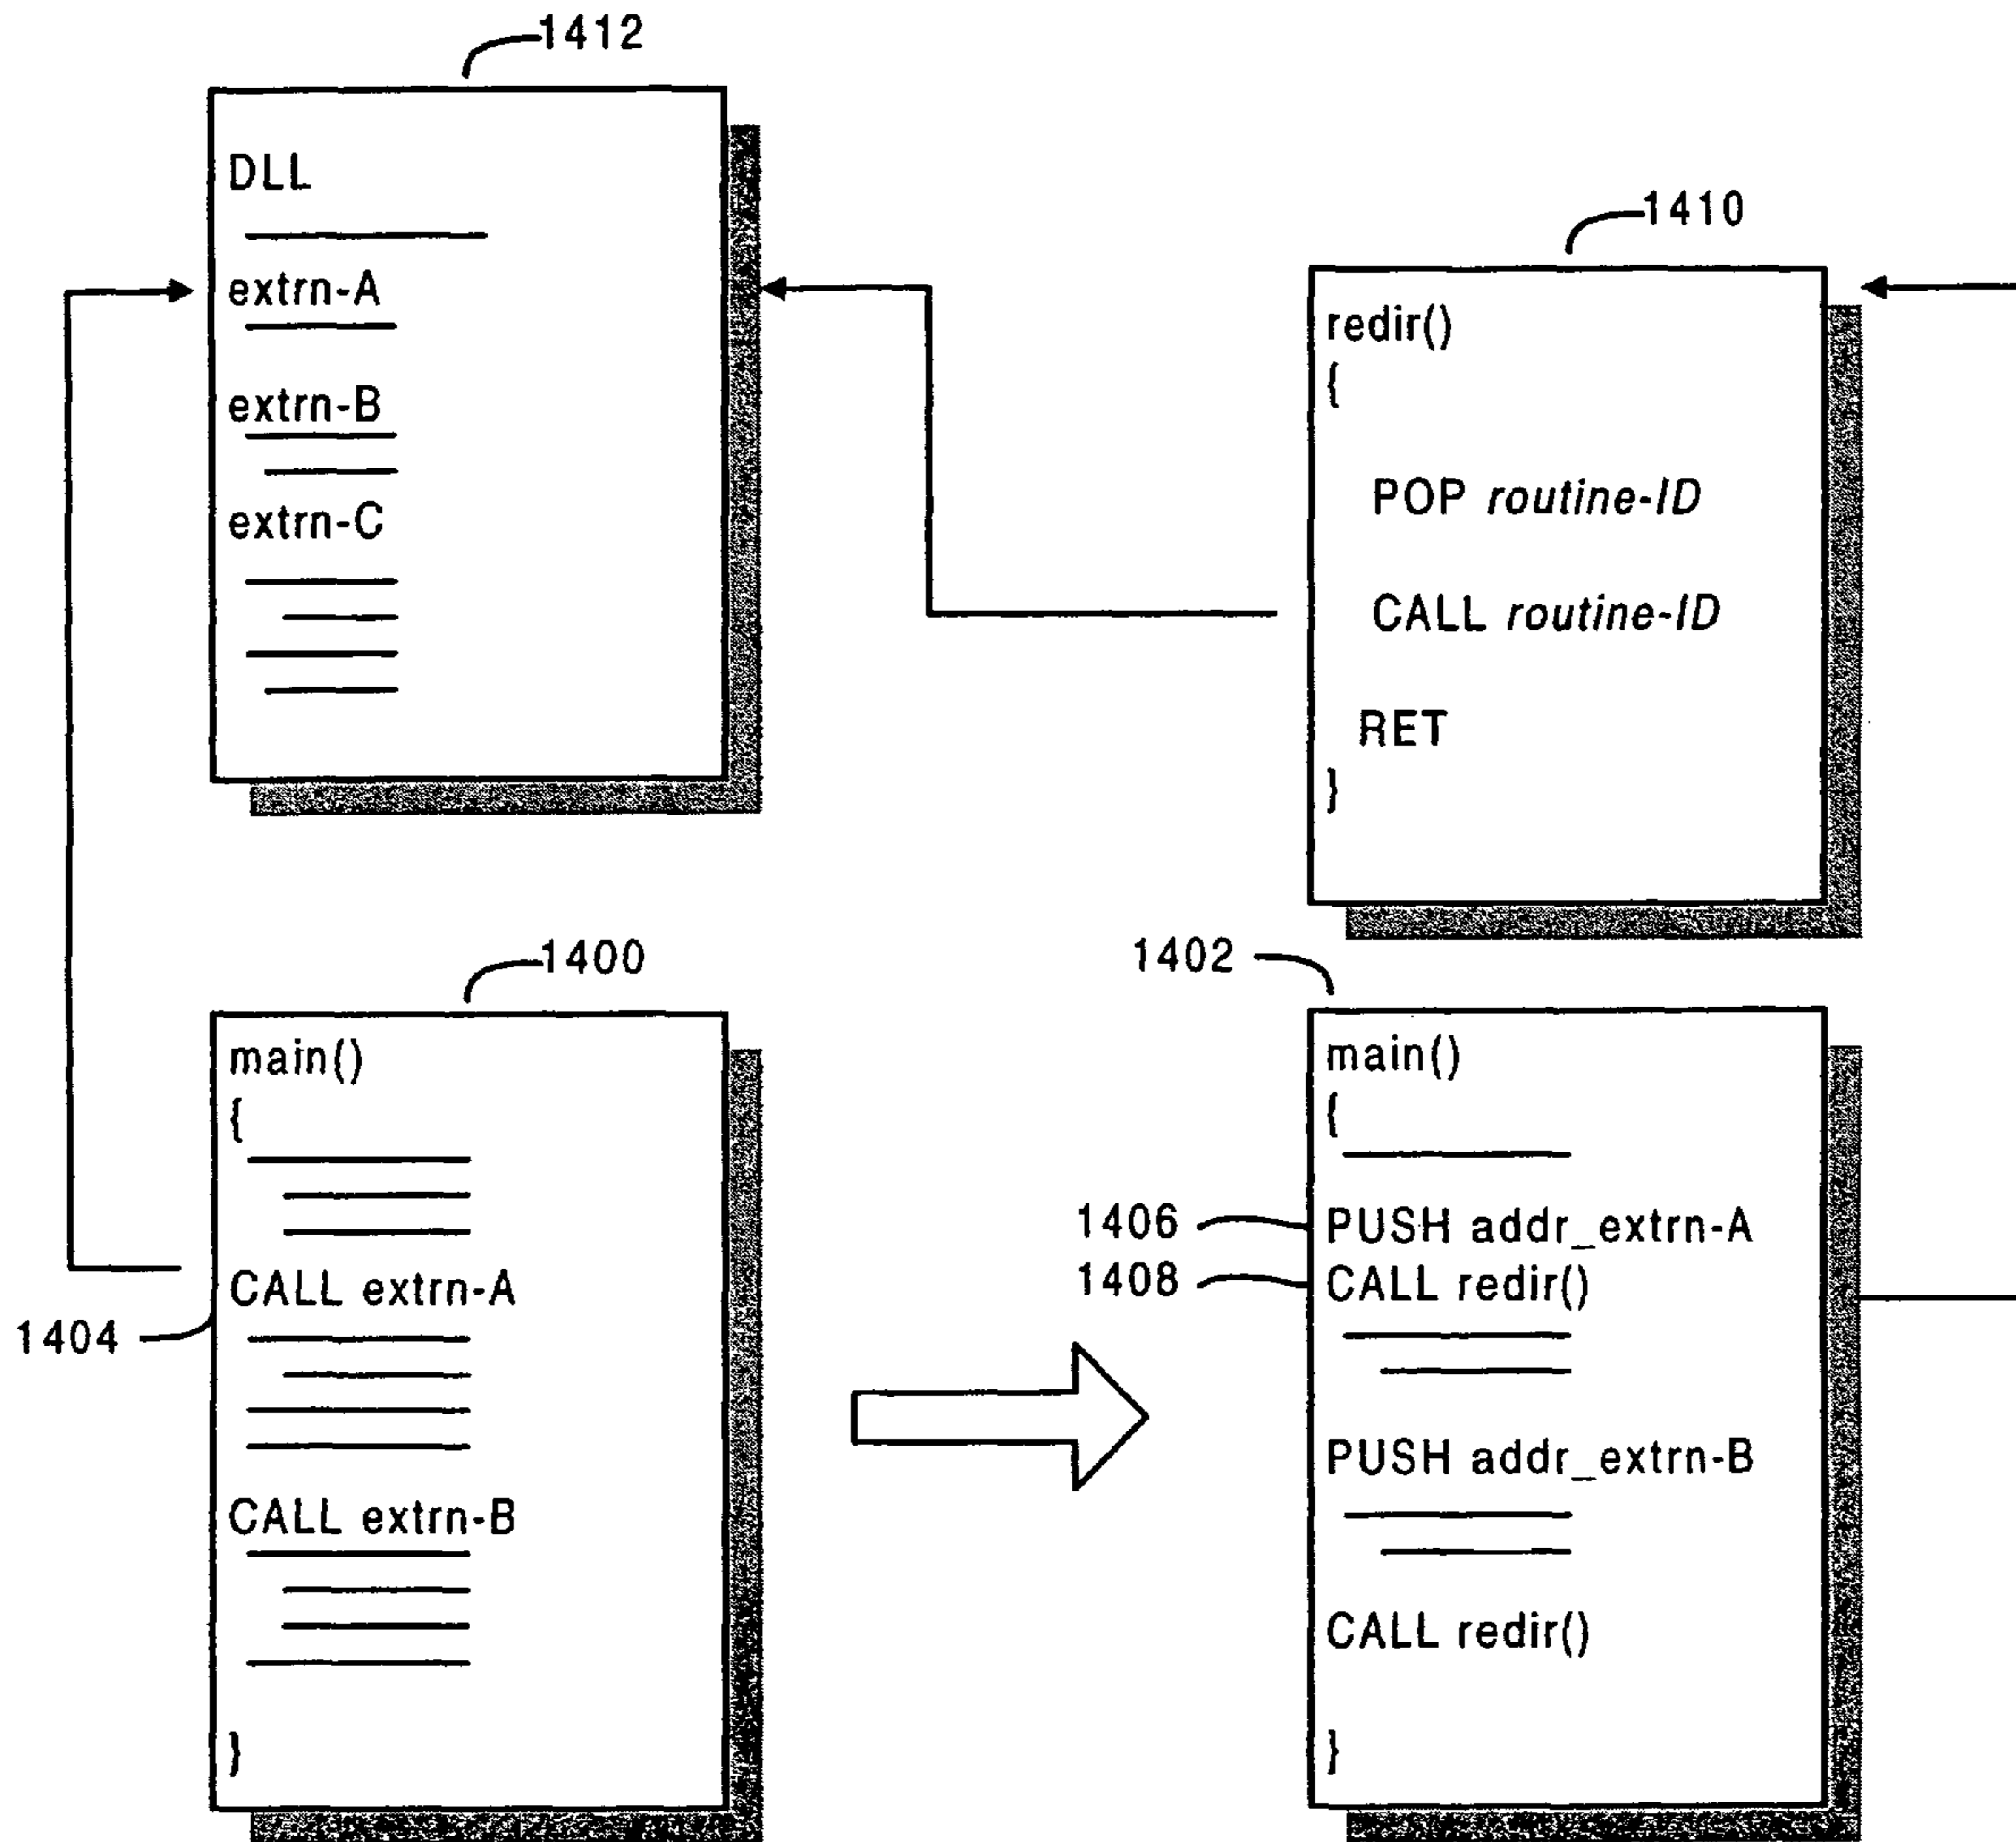 1412
DLL
extrn-A
extrn-B
extrn-C
1410
redir()
{
POP routine-ID
CALL routine-ID
RET
}
1400
main()
{
CALL extrn-A
1404
CALL extrn-B
}
1402
main()
{
1406
PUSH addr_extrn-A
1408
CALL redir()
PUSH addr_extrn-B
CALL redir()
}